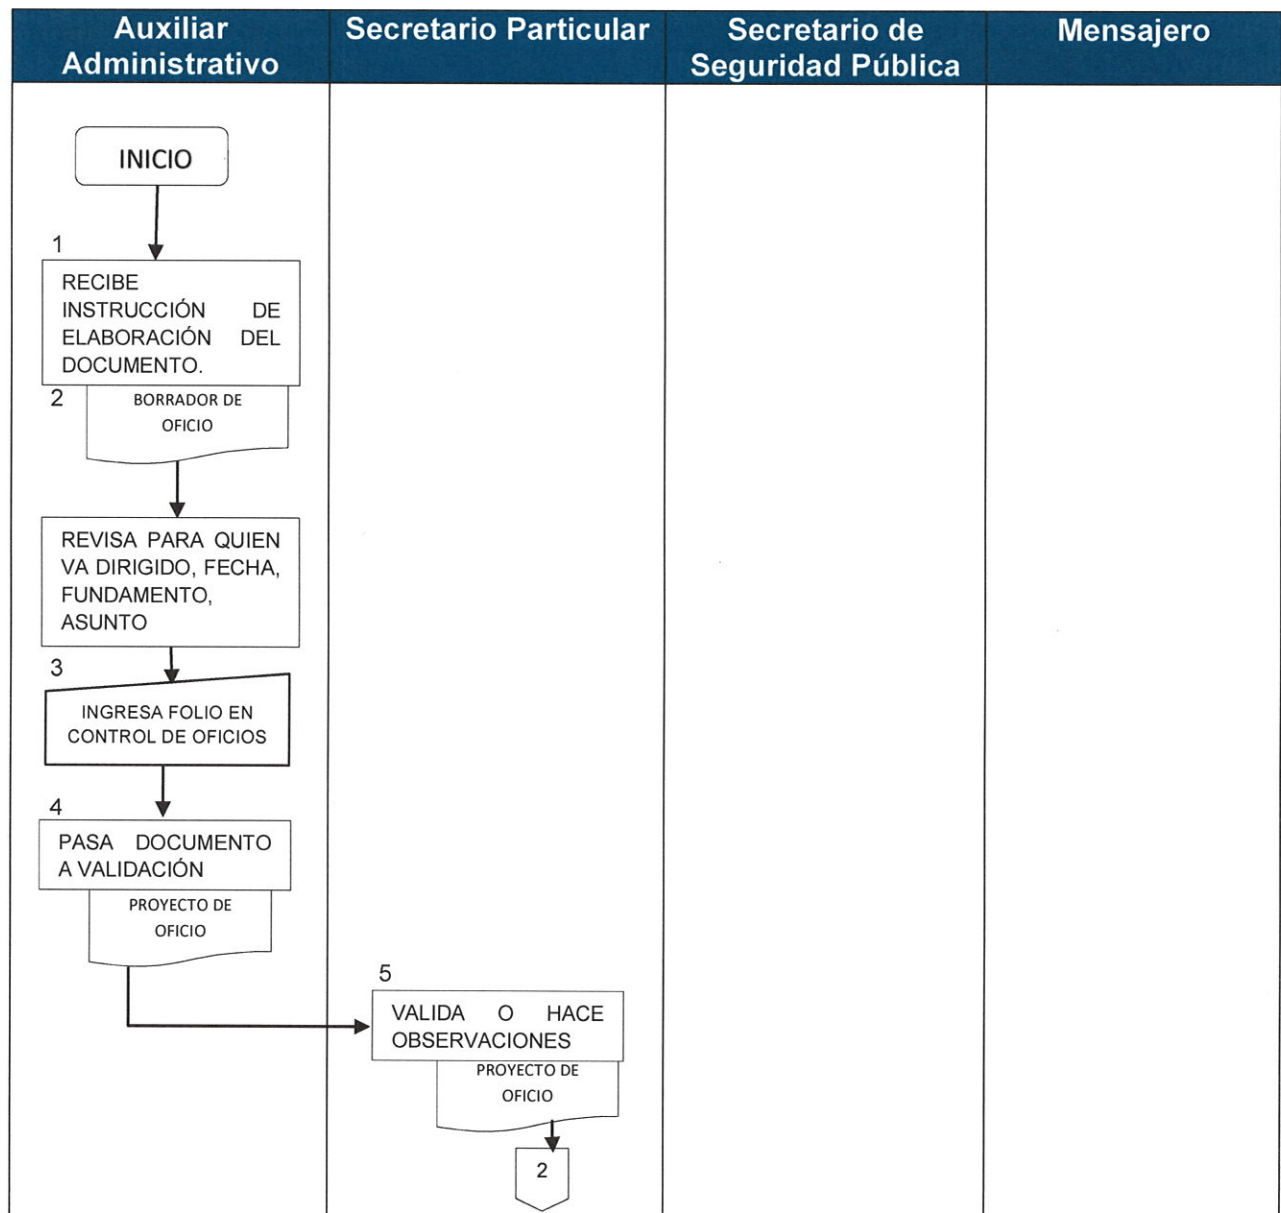 Auxiliar
Administrativo
Secretario Particular
Secretario de
Seguridad Pública
Mensajero
INICIO
1
RECIBE
INSTRUCCIÓN DE
ELABORACIÓN DEL
DOCUMENTO.
2
BORRADOR DE
OFICIO
REVISA PARA QUIEN
VA DIRIGIDO, FECHA,
FUNDAMENTO,
ASUNTO
3
INGRESA FOLIO EN
CONTROL DE OFICIOS
4
PASA DOCUMENTO
A VALIDACIÓN
PROYECTO DE
OFICIO
5
VALIDA O HACE
OBSERVACIONES
PROYECTO DE
OFICIO
2